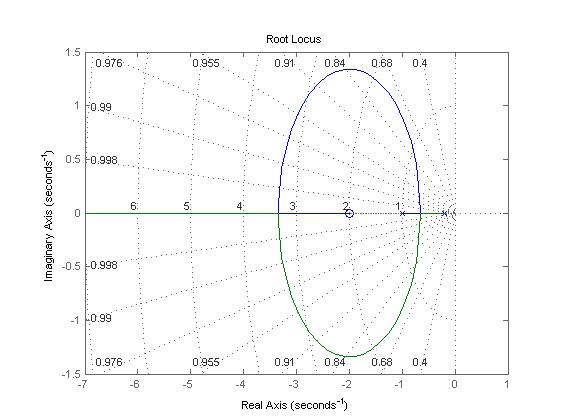 Root Locus
1.5
0.976 0.955 0.91 0.84 0.68 0.4
1
0.99
0.5
0.998
6 5 4 3 2 1
0
-0.5
0.998
-1
0.99
0.976 0.955 0.91 0.84 0.68 0.4
-1.5
-7 -6 -5 -4 -3 -2 -1 0 1
Real Axis (seconds⁻¹)
Imaginary Axis (seconds⁻¹)